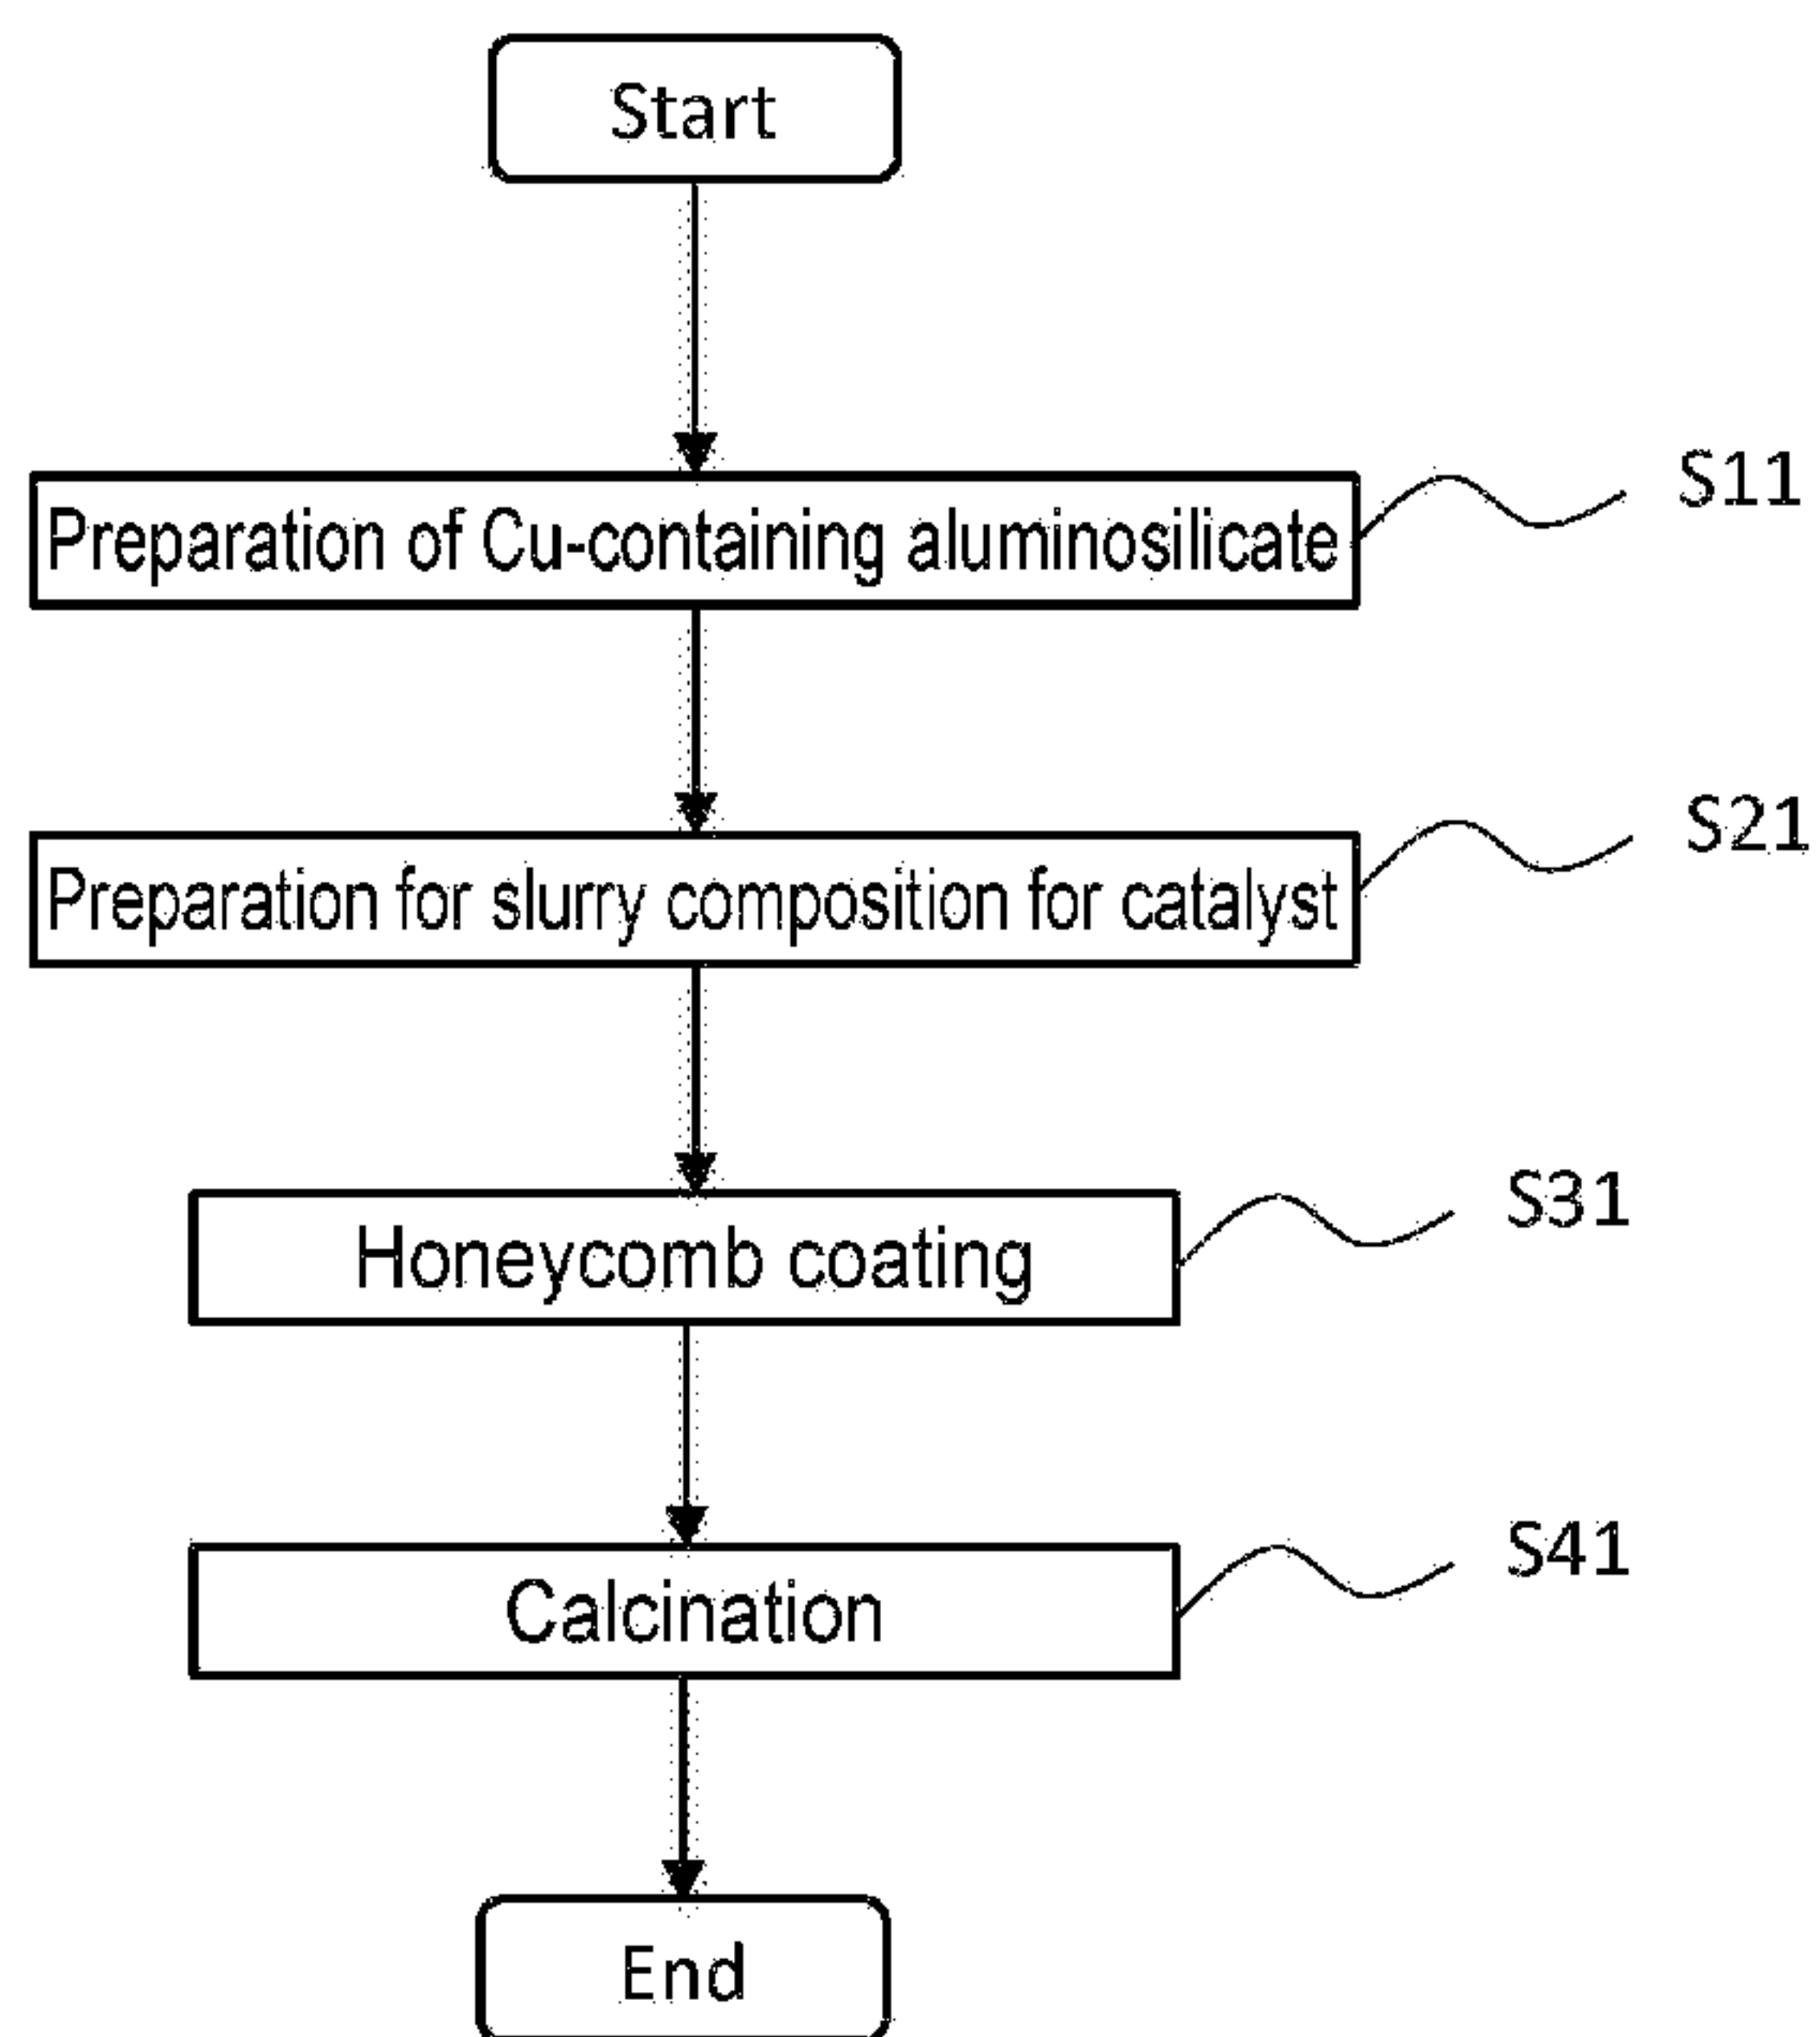 Start
Preparation of Cu-containing aluminosilicate
S11
Preparation for slurry composition for catalyst
S21
Honeycomb coating
S31
Calcination
S41
End